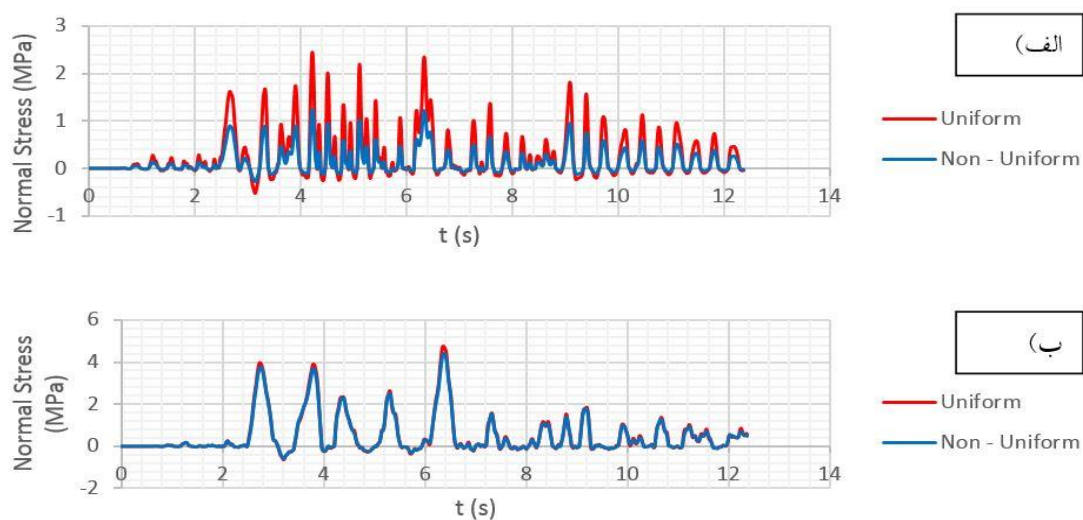 الف)
Normal Stress (MPa)
3
2
1
0
-1
0 2 4 6 8 10 12 14
t (s)
Uniform
Non - Uniform
ب)
Normal Stress
(MPa)
6
4
2
0
-2
0 2 4 6 8 10 12 14
t (s)
Uniform
Non - Uniform